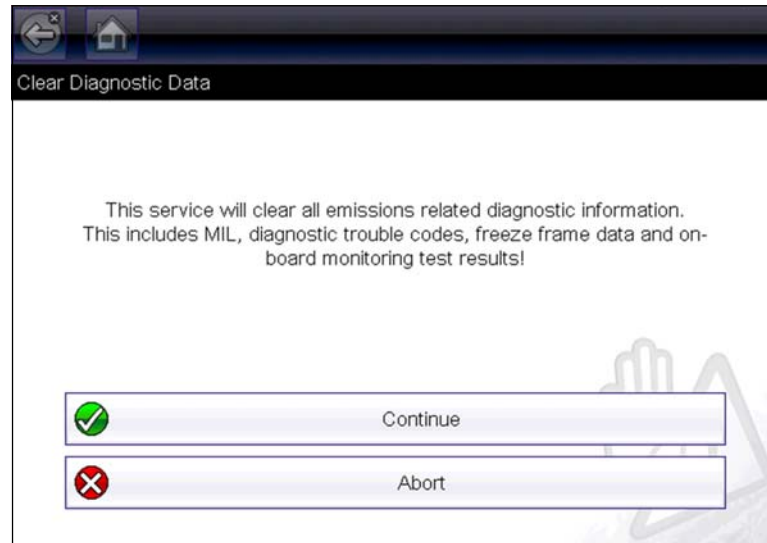 Clear Diagnostic Data
This service will clear all emissions related diagnostic information.
This includes MIL, diagnostic trouble codes, freeze frame data and on-
board monitoring test results!
Continue
Abort